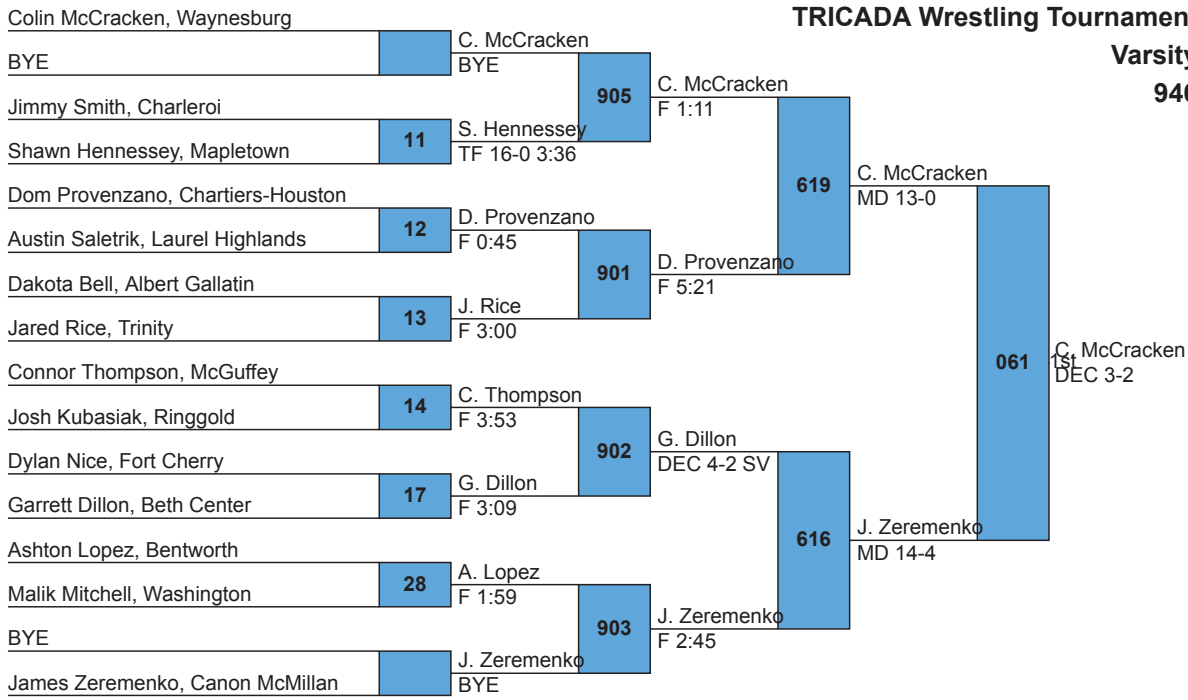 TRICADA Wrestling Tournamen
Varsity
940
Colin McCracken, Waynesburg
BYE
C. McCracken
BYE
Jimmy Smith, Charleroi
11
Shawn Hennessey, Mapletown
S. Hennessey
TF 16-0 3:36
905
C. McCracken
F 1:11
Dom Provenzano, Chartiers-Houston
12
Austin Saletrik, Laurel Highlands
D. Provenzano
F 0:45
Dakota Bell, Albert Gallatin
13
Jared Rice, Trinity
J. Rice
F 3:00
901
D. Provenzano
F 5:21
619
C. McCracken
MD 13-0
Connor Thompson, McGuffey
14
Josh Kubasiak, Ringgold
C. Thompson
F 3:53
Dylan Nice, Fort Cherry
17
Garrett Dillon, Beth Center
G. Dillon
F 3:09
902
G. Dillon
DEC 4-2 SV
Ashton Lopez, Bentworth
28
Malik Mitchell, Washington
A. Lopez
F 1:59
BYE
James Zeremenko, Canon McMillan
J. Zeremenko
BYE
903
J. Zeremenko
F 2:45
616
J. Zeremenko
MD 14-4
061
1st
C. McCracken
DEC 3-2